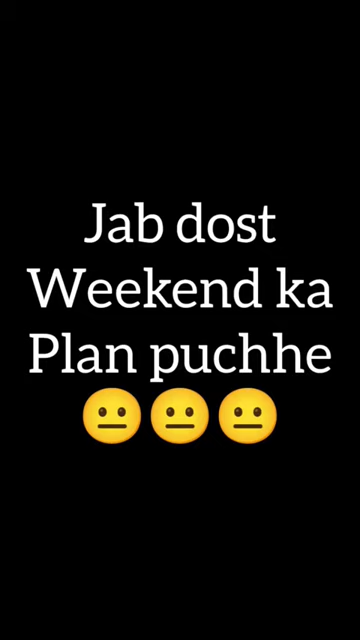 Jab dost
Weekend ka
Plan puchhe
😐😐😐